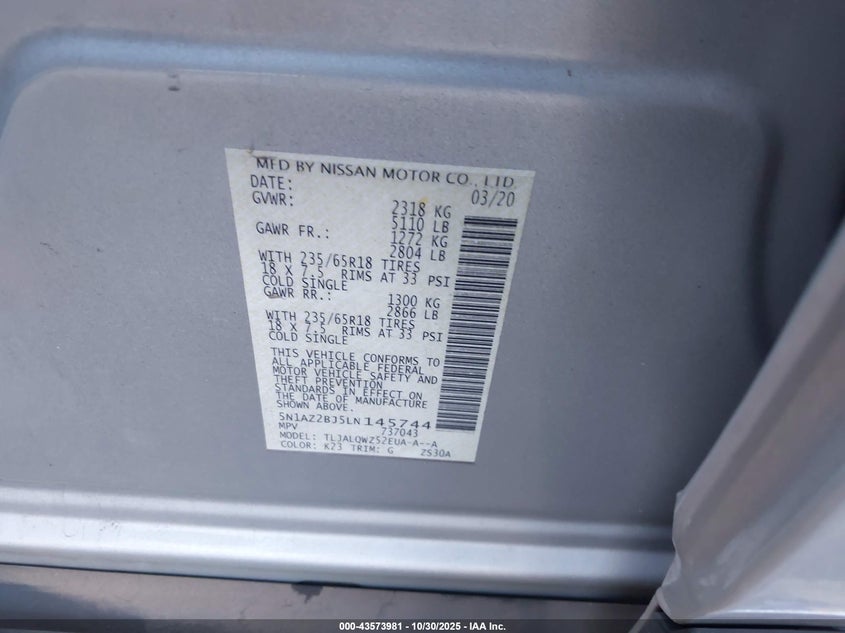 MFD BY NISSAN MOTOR CO., LTD.
DATE: 03/20
GVWR: 2318 KG
5110 LB
GAWR FR.: 1272 KG
2804 LB
WITH 235/65R18 TIRES
18 X 7.5 RIMS AT 33 PSI
COLD SINGLE
GAWR RR.: 1300 KG
2866 LB
WITH 235/65R18 TIRES
18 X 7.5 RIMS AT 33 PSI
COLD SINGLE
THIS VEHICLE CONFORMS TO
ALL APPLICABLE FEDERAL
MOTOR VEHICLE SAFETY AND
THEFT PREVENTION
STANDARDS IN EFFECT ON
THE DATE OF MANUFACTURE
SHOWN ABOVE.
5N1AZ2BJ5LN145744
MPV 737043
MODEL: TLJALQWZ52EUA-A--A
COLOR: K23 TRIM: G ZS30A
000-43573981 - 10/30/2025 - IAA Inc.